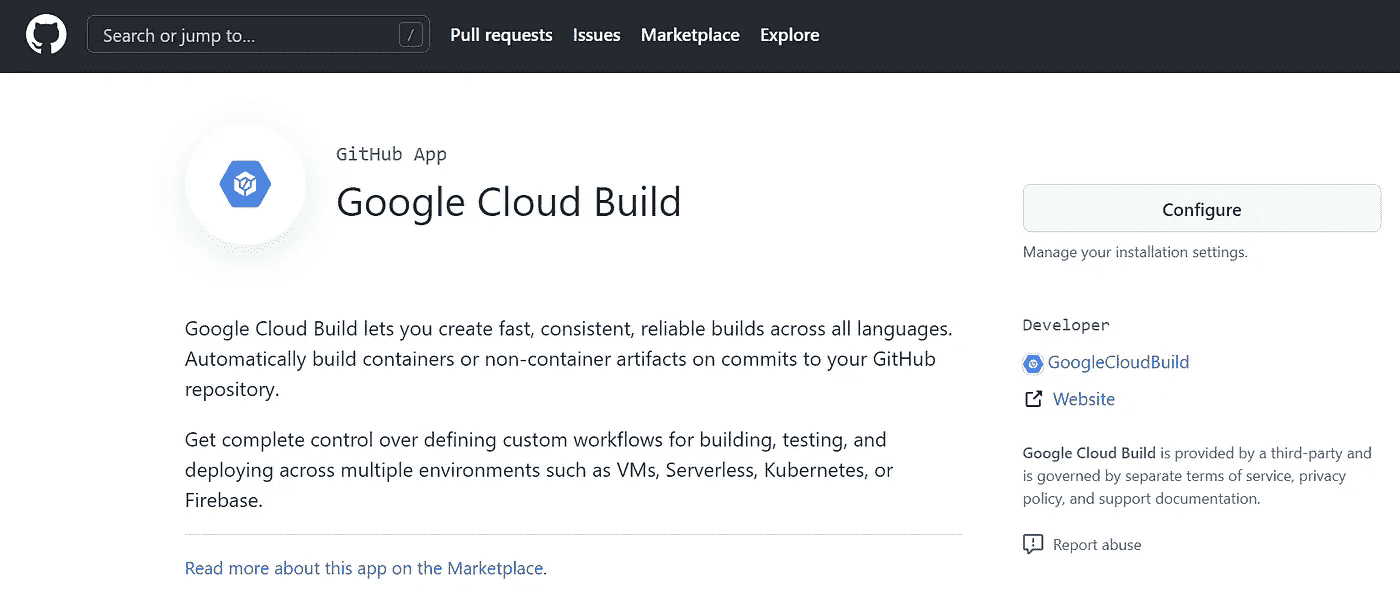 Search or jump to... /
Pull requests Issues Marketplace Explore
GitHub App
Google Cloud Build
Google Cloud Build lets you create fast, consistent, reliable builds across all languages.
Automatically build containers or non-container artifacts on commits to your GitHub
repository.
Get complete control over defining custom workflows for building, testing, and
deploying across multiple environments such as VMs, Serverless, Kubernetes, or
Firebase.
Read more about this app on the Marketplace.
Configure
Manage your installation settings.
Developer
GoogleCloudBuild
Website
Google Cloud Build is provided by a third-party and
is governed by separate terms of service, privacy
policy, and support documentation.
Report abuse